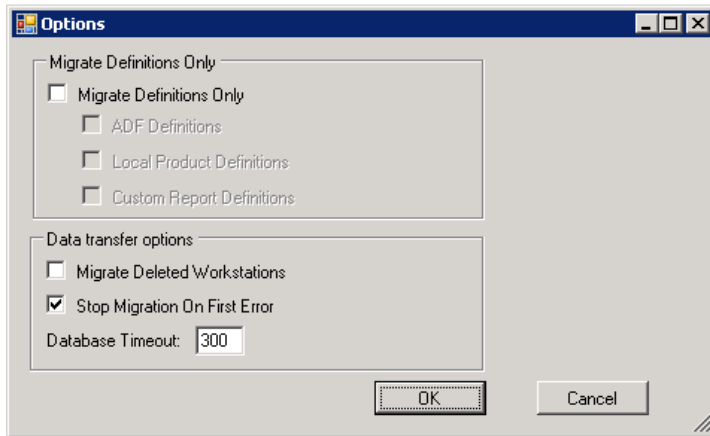 Options
Migrate Definitions Only
Migrate Definitions Only
ADF Definitions
Local Product Definitions
Custom Report Definitions
Data transfer options
Migrate Deleted Workstations
Stop Migration On First Error
Database Timeout: 300
OK Cancel